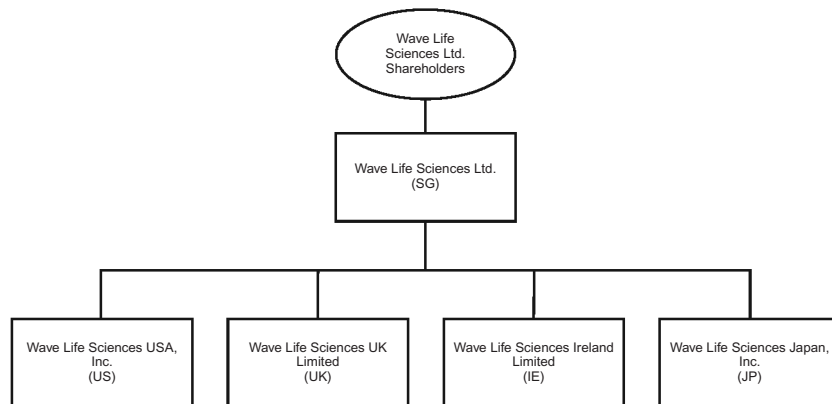 Wave Life
Sciences Ltd.
Shareholders
Wave Life Sciences Ltd.
(SG)
Wave Life Sciences USA,
Inc.
(US)
Wave Life Sciences UK
Limited
(UK)
Wave Life Sciences Ireland
Limited
(IE)
Wave Life Sciences Japan,
Inc.
(JP)